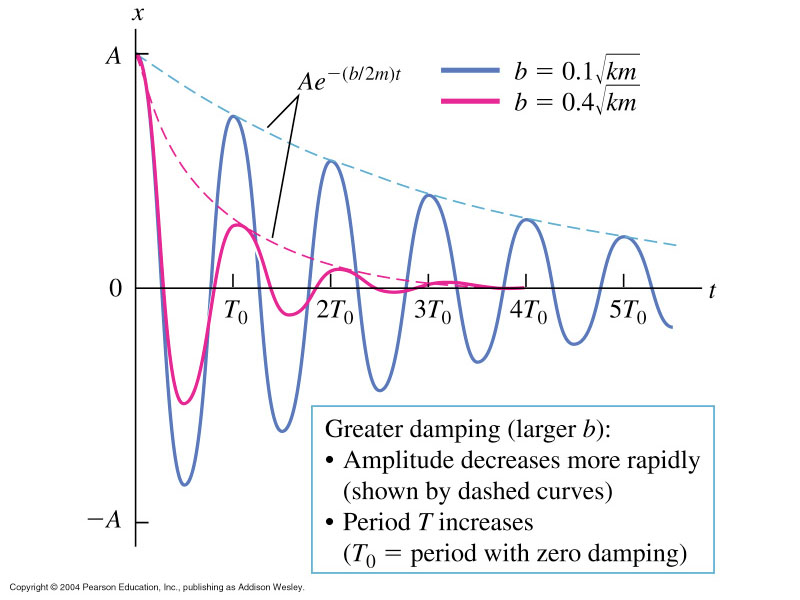 x
A
Ae^−(b/2m)t
b = 0.1√km
b = 0.4√km
0
t
T₀
2T₀
3T₀
4T₀
5T₀
−A
Greater damping (larger b):
• Amplitude decreases more rapidly
(shown by dashed curves)
• Period T increases
(T₀ = period with zero damping)
Copyright © 2004 Pearson Education, Inc., publishing as Addison Wesley.